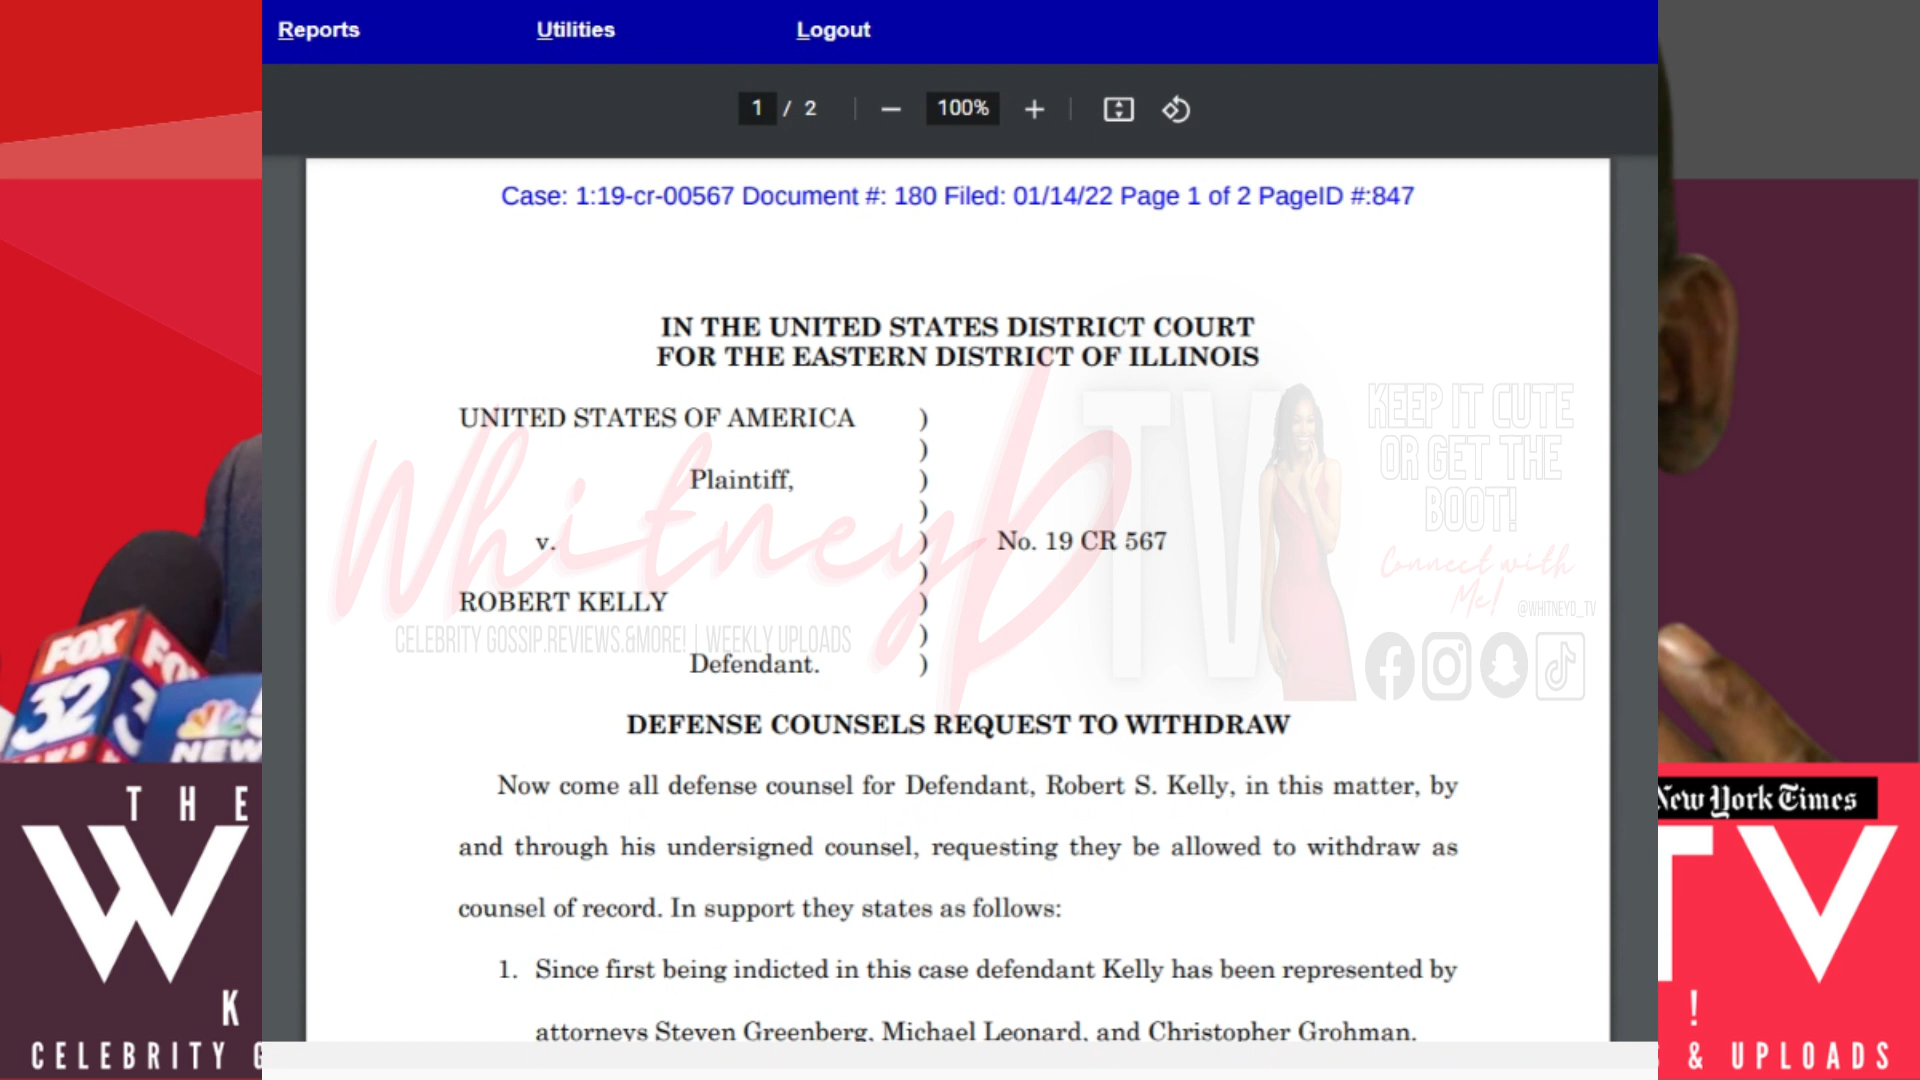 Reports
Utilities
Logout
1 / 2
100%
Case: 1:19-cr-00567 Document #: 180 Filed: 01/14/22 Page 1 of 2 PageID #:847
IN THE UNITED STATES DISTRICT COURT
FOR THE EASTERN DISTRICT OF ILLINOIS
UNITED STATES OF AMERICA )
)
Plaintiff, )
)
v. ) No. 19 CR 567
)
ROBERT KELLY )
)
Defendant. )
WhitneyD TV
CELEBRITY GOSSIP.REVIEWS.&MORE! | WEEKLY UPLOADS
KEEP IT CUTE
OR GET THE
BOOT!
Connect with
Me!
@WHITNEYD_TV
DEFENSE COUNSELS REQUEST TO WITHDRAW
Now come all defense counsel for Defendant, Robert S. Kelly, in this matter, by
and through his undersigned counsel, requesting they be allowed to withdraw as
counsel of record. In support they states as follows:
1. Since first being indicted in this case defendant Kelly has been represented by
attorneys Steven Greenberg, Michael Leonard, and Christopher Grohman.
FOX
32
NEWS
THE
W
K
CELEBRITY G
New York Times
TV
!
& UPLOADS